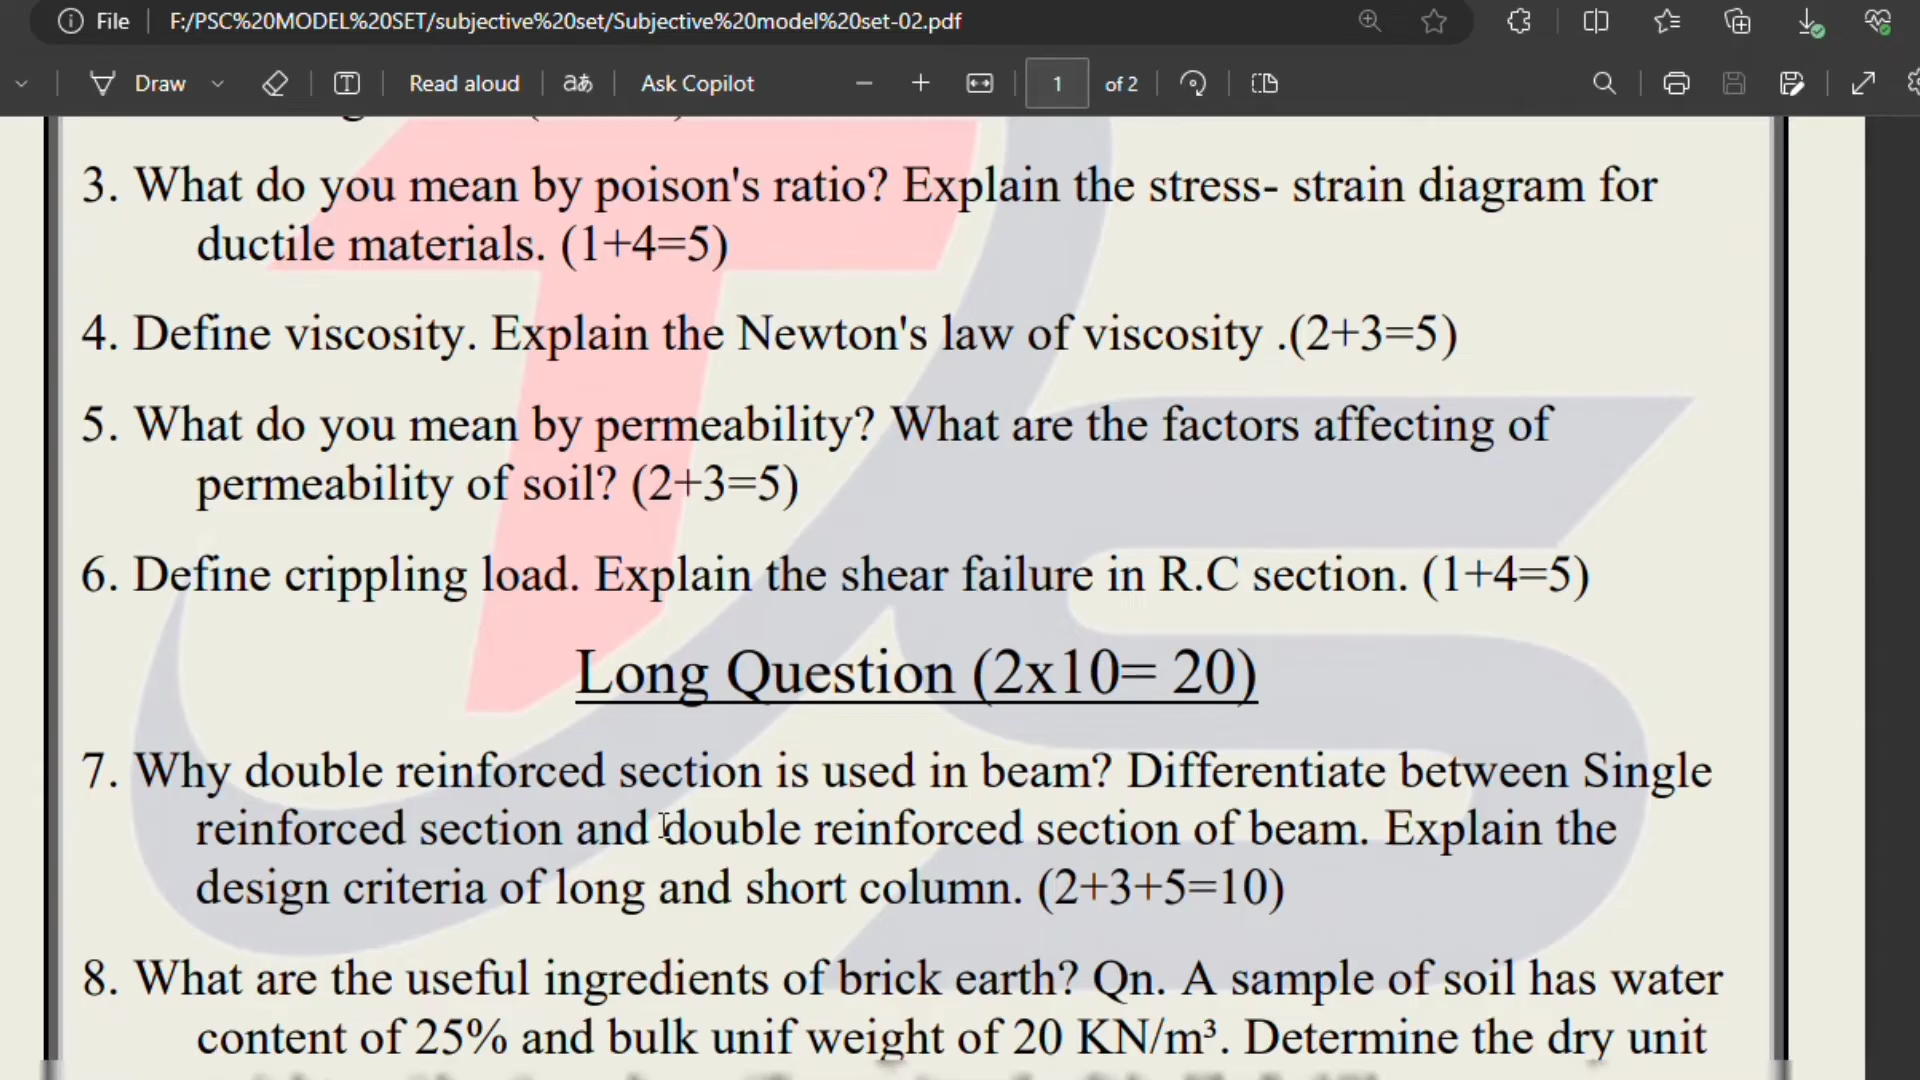 File F:/PSC%20MODEL%20SET/subjective%20set/Subjective%20model%20set-02.pdf
Draw Read aloud aあ Ask Copilot 1 of 2
3. What do you mean by poison's ratio? Explain the stress- strain diagram for
ductile materials. (1+4=5)
4. Define viscosity. Explain the Newton's law of viscosity .(2+3=5)
5. What do you mean by permeability? What are the factors affecting of
permeability of soil? (2+3=5)
6. Define crippling load. Explain the shear failure in R.C section. (1+4=5)
Long Question (2x10= 20)
7. Why double reinforced section is used in beam? Differentiate between Single
reinforced section and double reinforced section of beam. Explain the
design criteria of long and short column. (2+3+5=10)
8. What are the useful ingredients of brick earth? Qn. A sample of soil has water
content of 25% and bulk unif weight of 20 KN/m³. Determine the dry unit